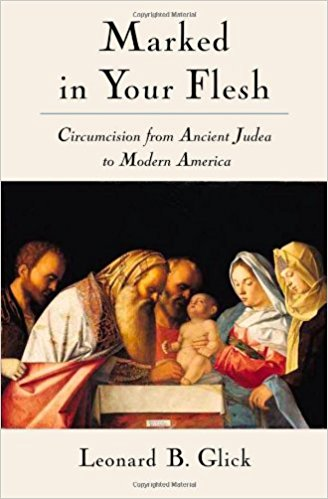 Marked
in Your Flesh
Circumcision from Ancient Judea
to Modern America
Leonard B. Glick